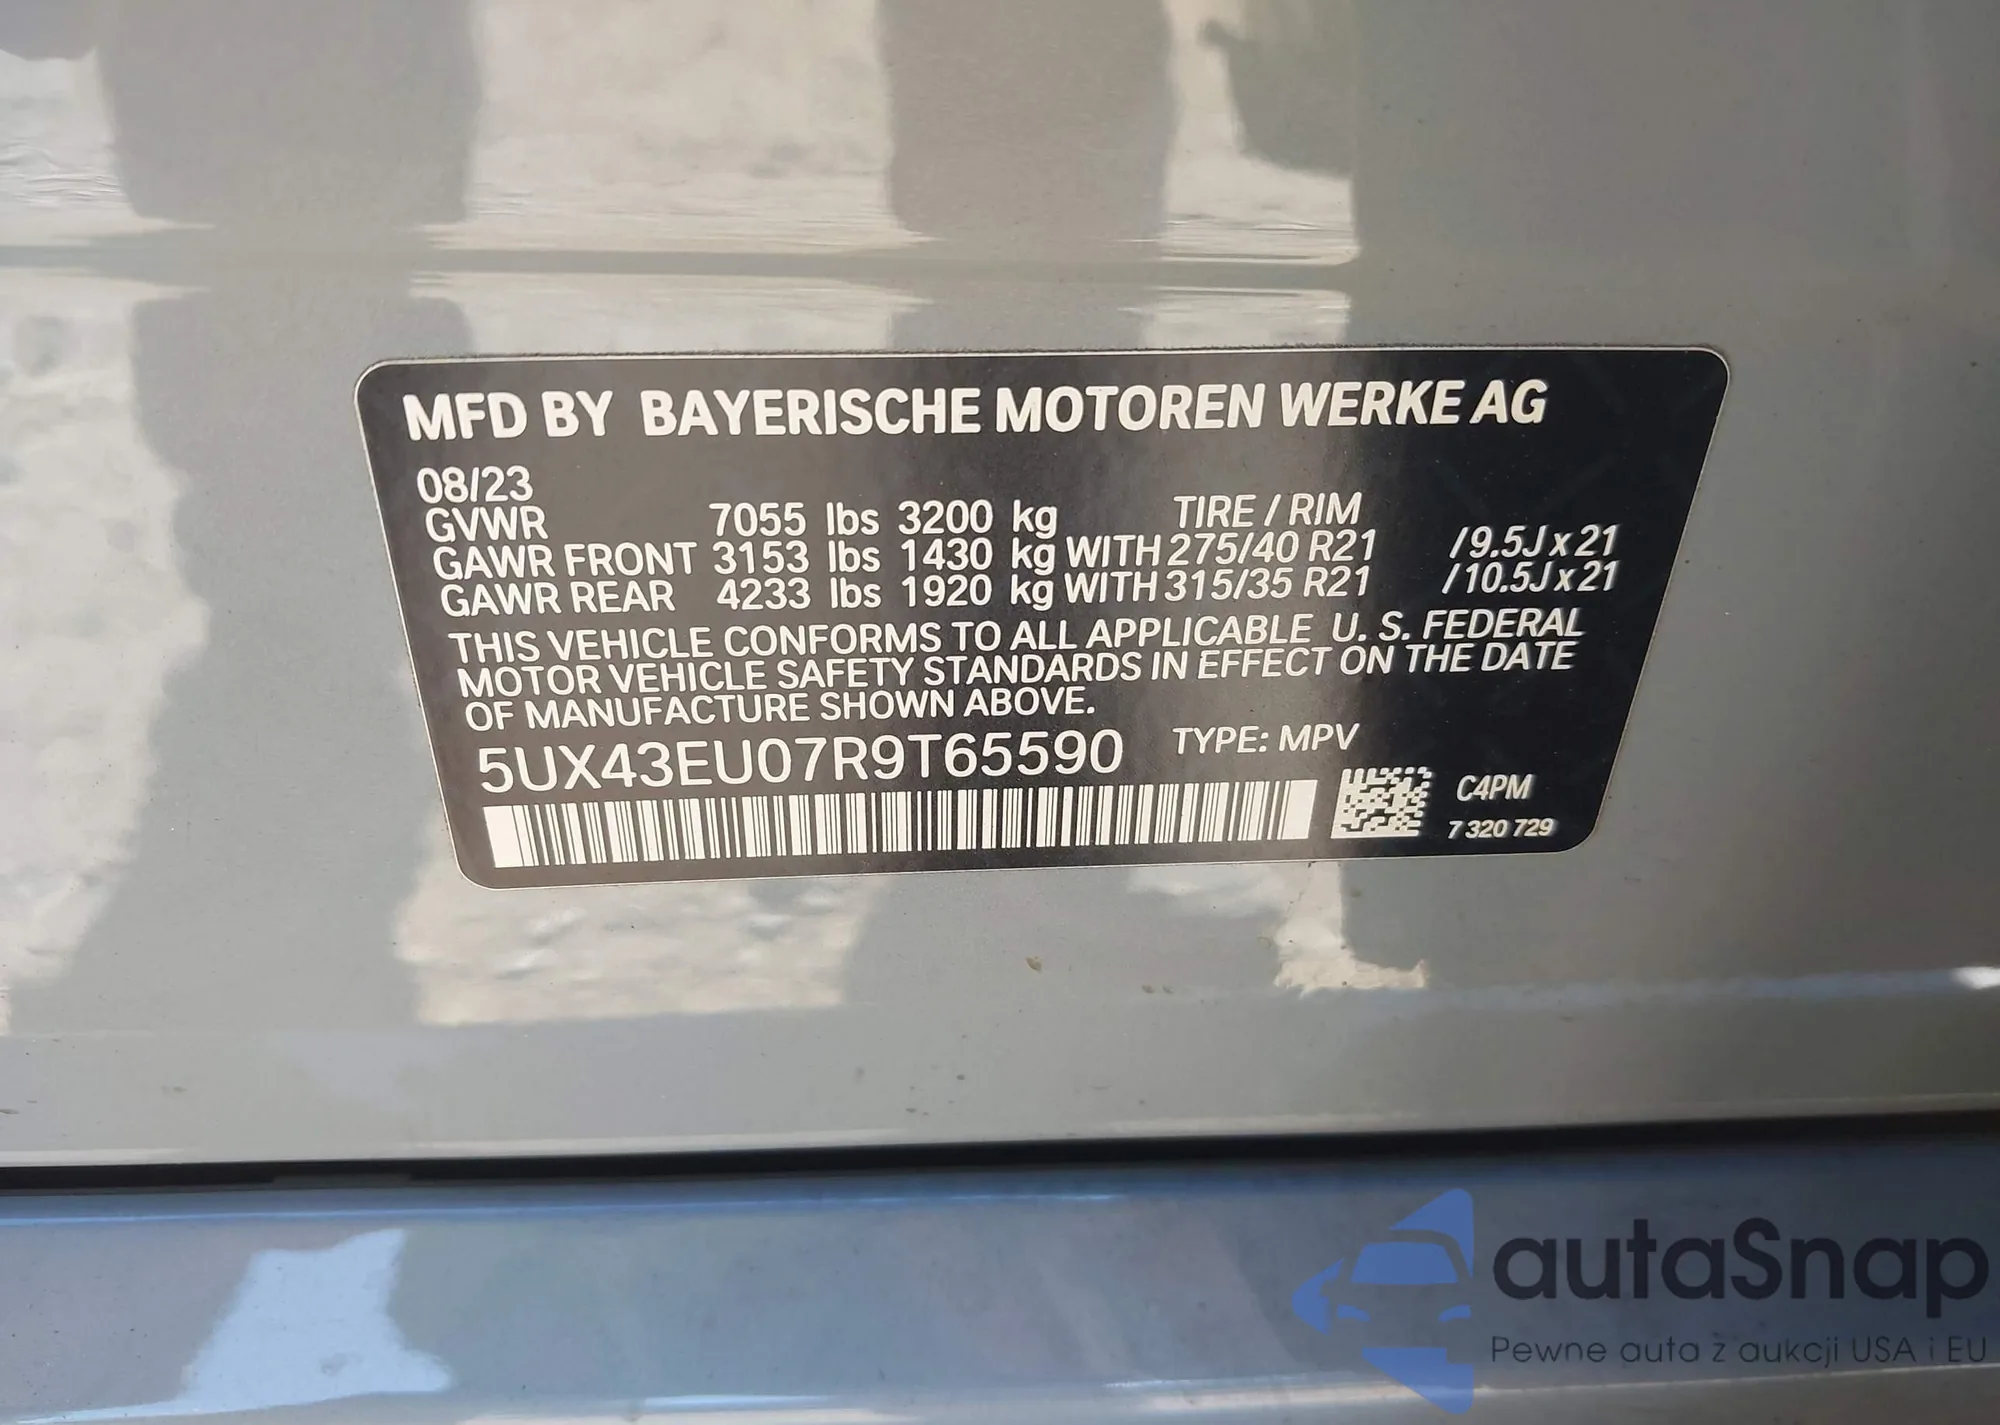 MFD BY BAYERISCHE MOTOREN WERKE AG
08/23
GVWR 7055 lbs 3200 kg TIRE / RIM
GAWR FRONT 3153 lbs 1430 kg WITH 275/40 R21 /9.5J x 21
GAWR REAR 4233 lbs 1920 kg WITH 315/35 R21 /10.5J x 21
THIS VEHICLE CONFORMS TO ALL APPLICABLE U. S. FEDERAL
MOTOR VEHICLE SAFETY STANDARDS IN EFFECT ON THE DATE
OF MANUFACTURE SHOWN ABOVE.
5UX43EU07R9T65590 TYPE: MPV
C4PM
7 320 729
autaSnap
Pewne auta z aukcji USA i EU